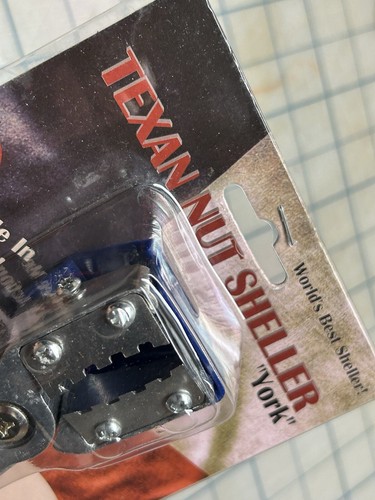 TEXAN NUT SHELLER
"York"
World's Best Sheller!